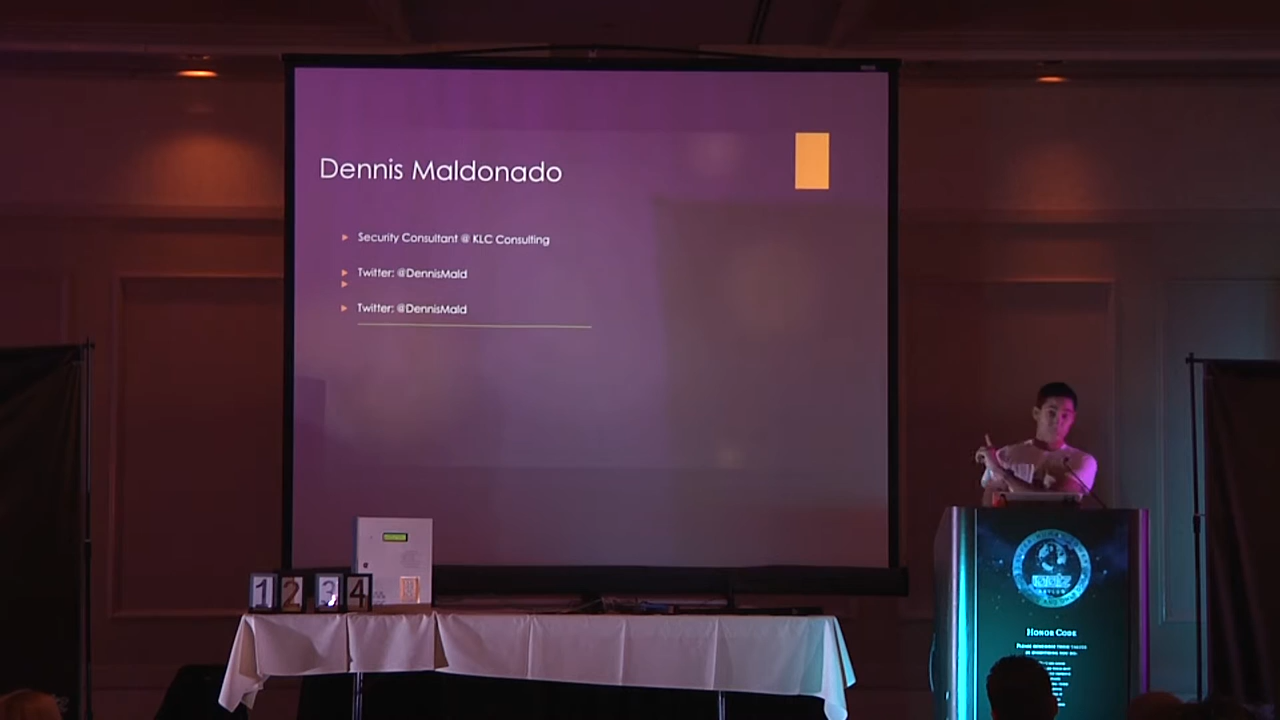 Dennis Maldonado
Security Consultant @ KLC Consulting
Twitter: @DennisMald
Twitter: @DennisMald
1 2 3 4
HONOR CODE